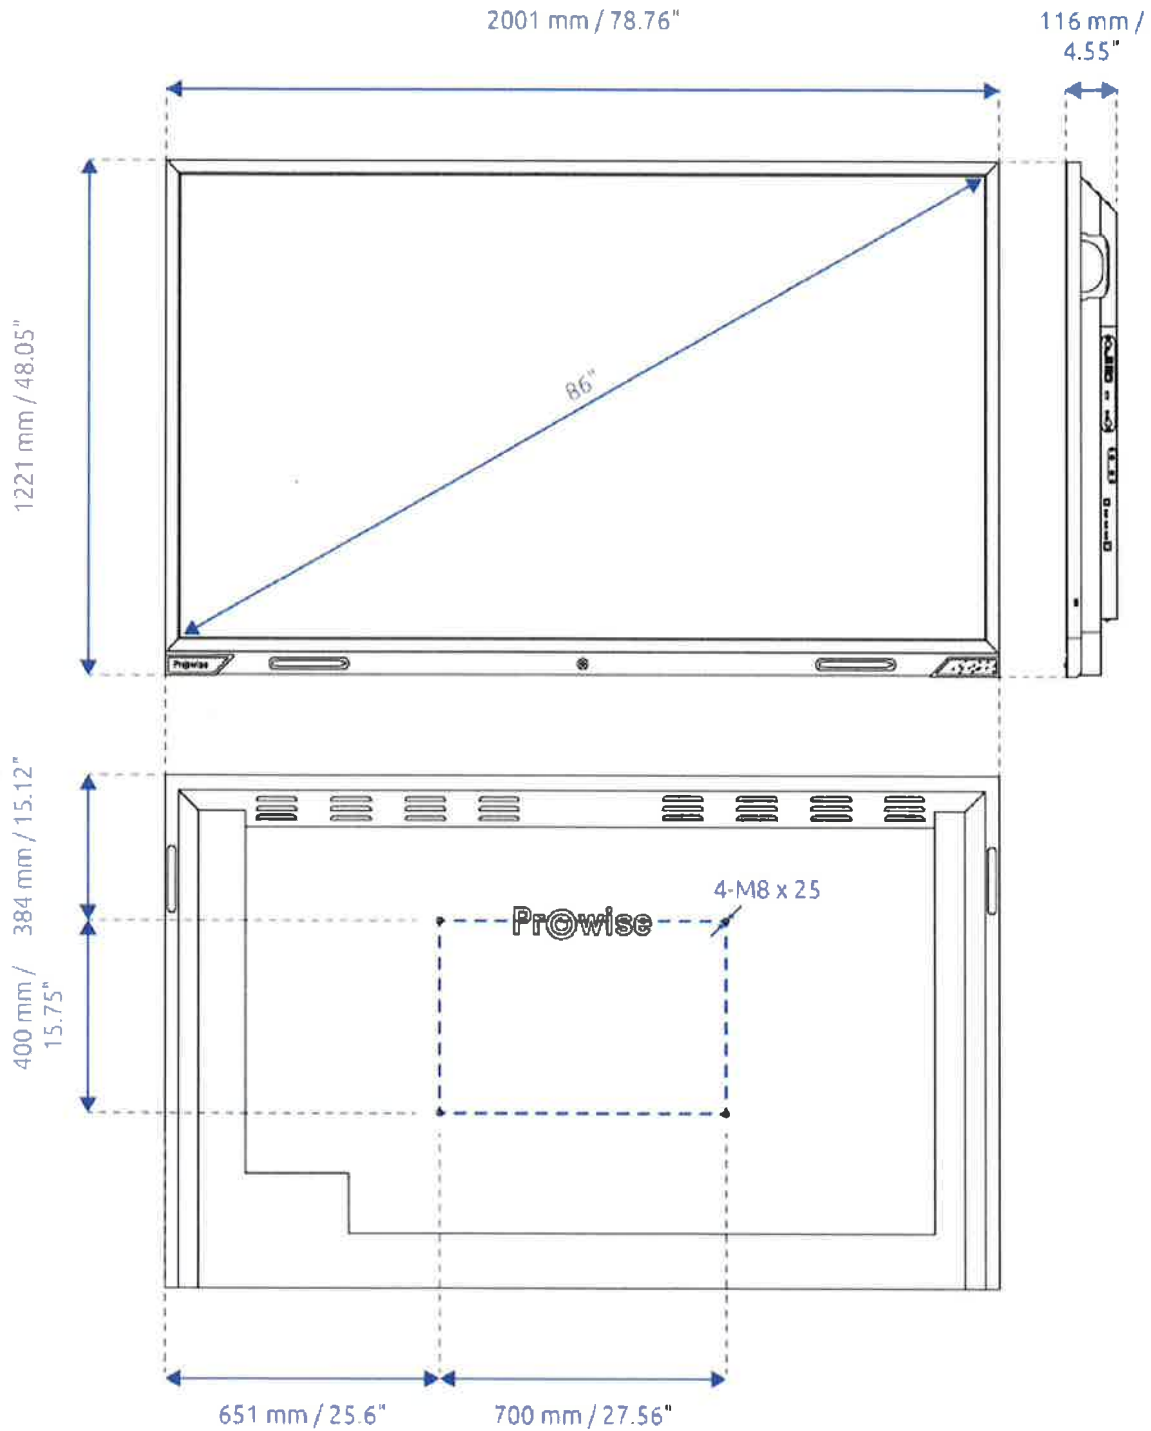 2001 mm / 78.76"
116 mm /
4.55"
1221 mm / 48.05"
86"
Prowise
384 mm / 15.12"
400 mm /
15.75"
4-M8 x 25
Prowise
651 mm / 25.6"
700 mm / 27.56"